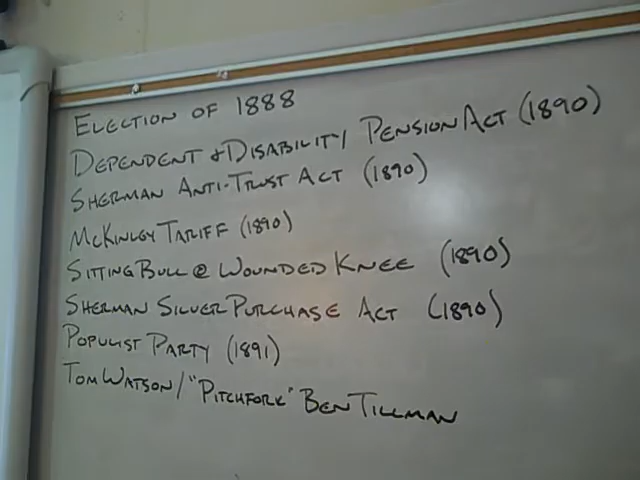 ELECTION OF 1888
DEPENDENT & DISABILITY PENSION ACT (1890)
SHERMAN ANTI-TRUST ACT (1890)
MCKINLEY TARIFF (1890)
SITTING BULL @ WOUNDED KNEE (1890)
SHERMAN SILVER PURCHASE ACT (1890)
POPULIST PARTY (1891)
TOM WATSON/"PITCHFORK" BEN TILLMAN